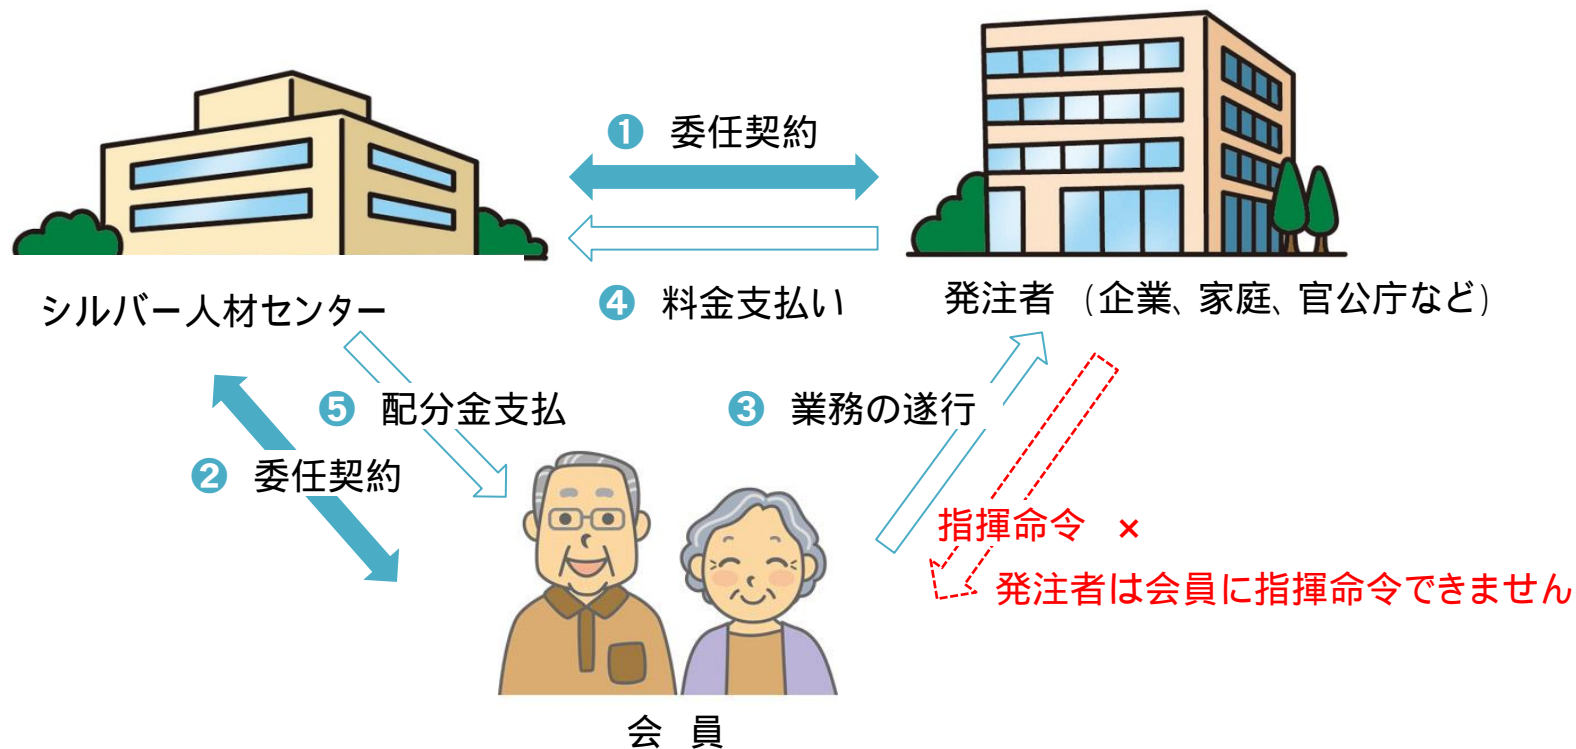 ❶ 委任契約
❹ 料金支払い
シルバー人材センター
発注者 (企業、家庭、官公庁など)
❺ 配分金支払
❸ 業務の遂行
❷ 委任契約
指揮命令 ×
発注者は会員に指揮命令できません
会 員